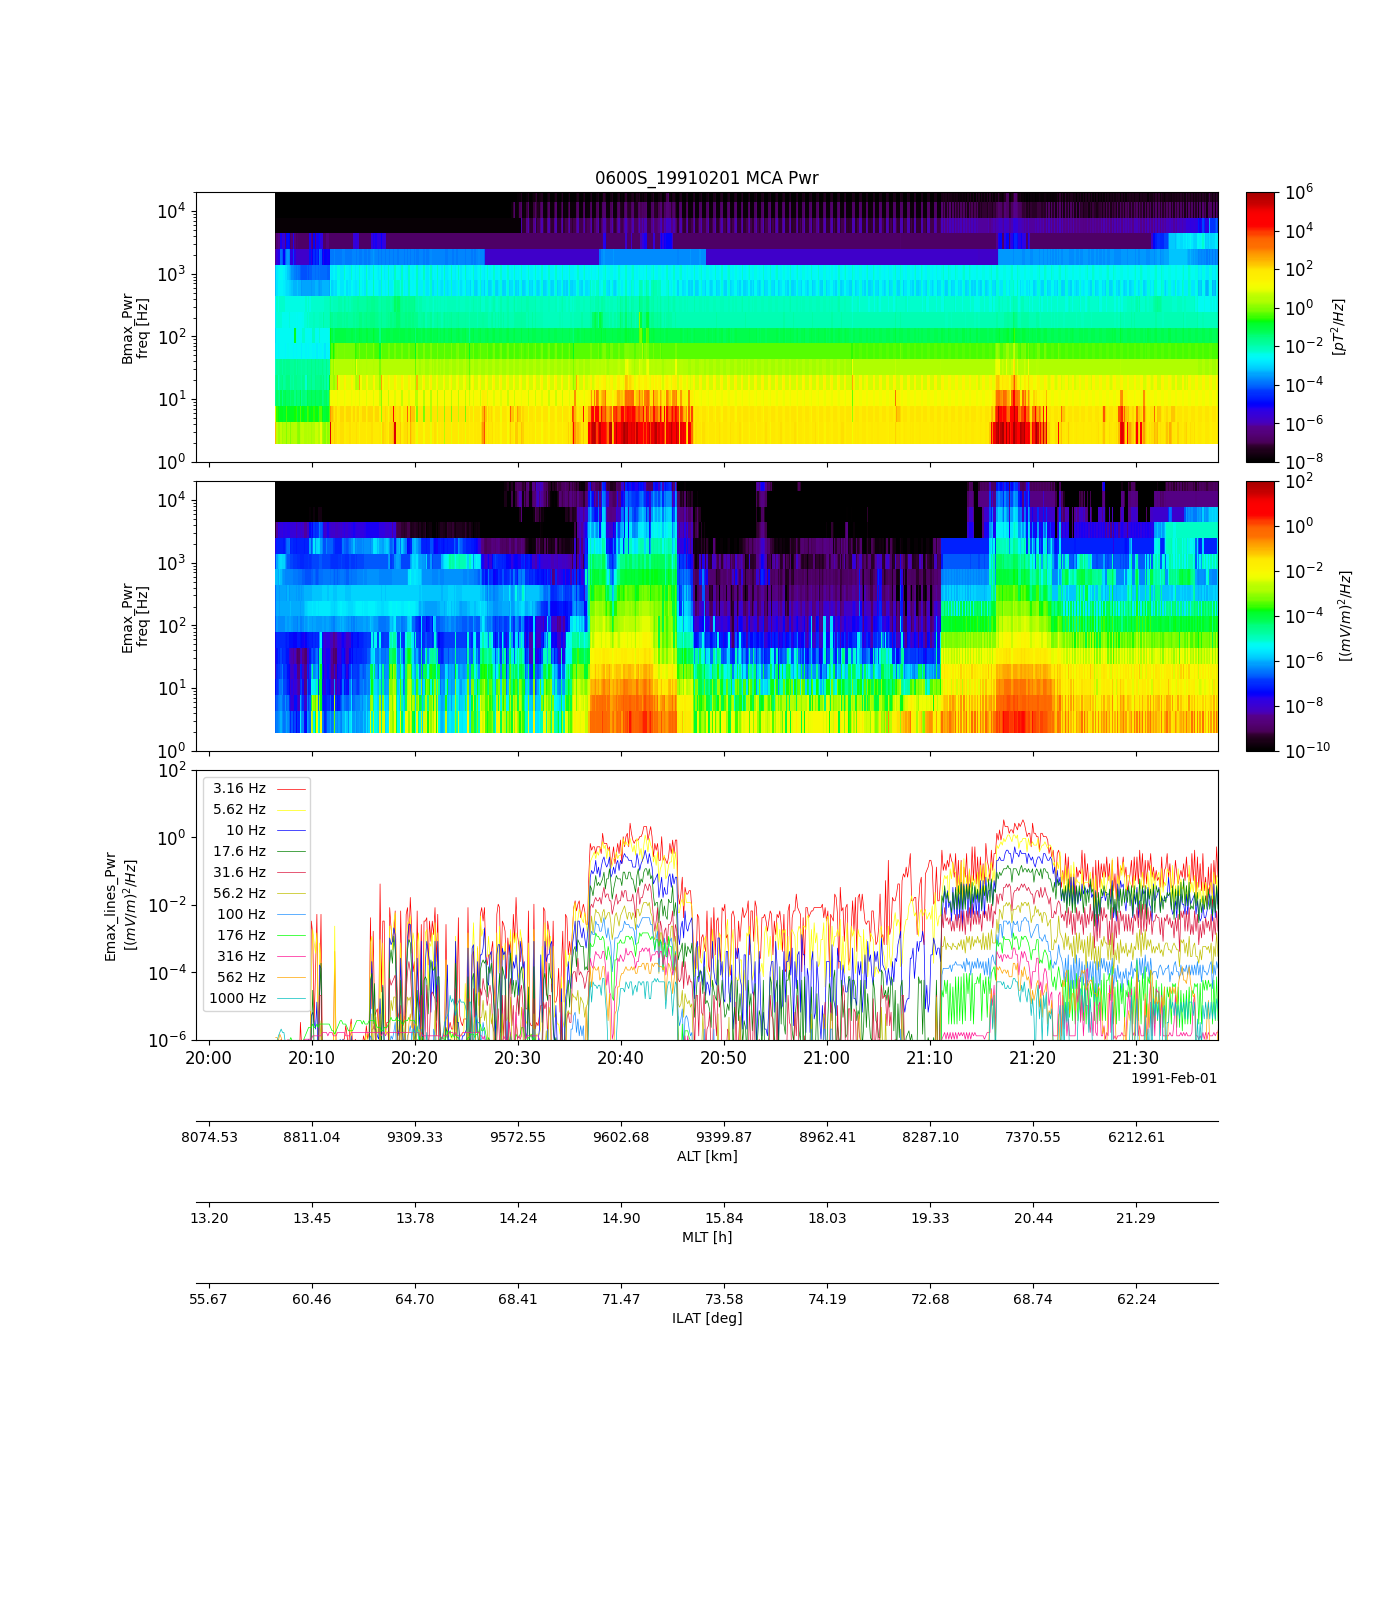 0600S_19910201 MCA Pwr
10^4
10^3
10^2
10^1
10^0
Bmax_Pwr
freq [Hz]
10^6
10^4
10^2
10^0
10^-2
10^-4
10^-6
10^-8
[pT^2/Hz]
10^4
10^3
10^2
10^1
10^0
Emax_Pwr
freq [Hz]
10^2
10^0
10^-2
10^-4
10^-6
10^-8
10^-10
[(mV/m)^2/Hz]
10^2
10^0
10^-2
10^-4
10^-6
Emax_lines_Pwr
[(mV/m)^2/Hz]
3.16 Hz
5.62 Hz
10 Hz
17.6 Hz
31.6 Hz
56.2 Hz
100 Hz
176 Hz
316 Hz
562 Hz
1000 Hz
20:00 20:10 20:20 20:30 20:40 20:50 21:00 21:10 21:20 21:30
1991-Feb-01
8074.53 8811.04 9309.33 9572.55 9602.68 9399.87 8962.41 8287.10 7370.55 6212.61
ALT [km]
13.20 13.45 13.78 14.24 14.90 15.84 18.03 19.33 20.44 21.29
MLT [h]
55.67 60.46 64.70 68.41 71.47 73.58 74.19 72.68 68.74 62.24
ILAT [deg]